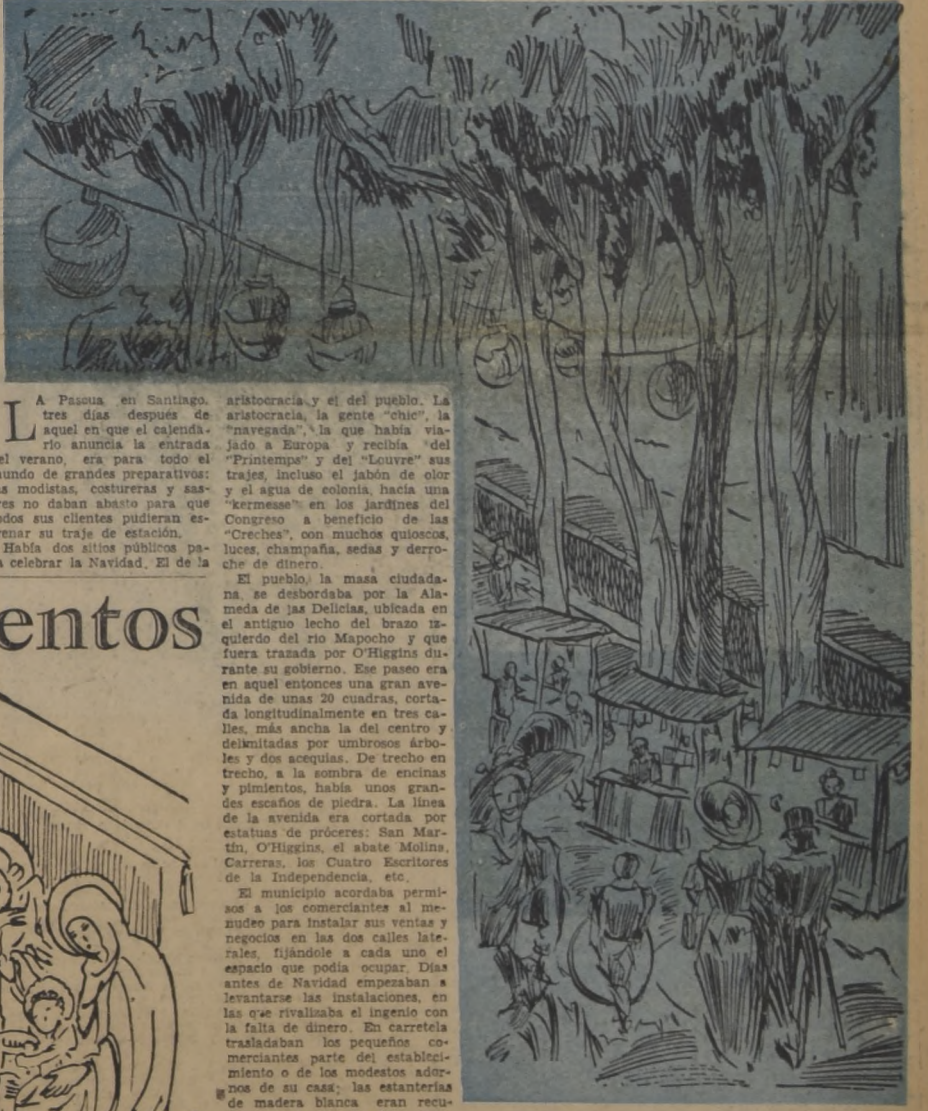 LA Pascua en Santiago,
tres días después de
aquel en que el calenda-
rio anuncia la entrada
el verano, era para todo el
undo de grandes preparativos:
s modistas, costureras y sas-
res no daban abasto para que
odos sus clientes pudieran es-
renar su traje de estación.
Había dos sitios públicos pa-
a celebrar la Navidad. El de la
entos
aristocracia y el del pueblo. La
aristocracia, la gente "chic", la
"navegada", la que había via-
jado a Europa y recibía del
"Printemps" y del "Louvre" sus
trajes, incluso el jabón de olor
y el agua de colonia, hacía una
"kermesse" en los jardines del
Congreso a beneficio de las
"Creches", con muchos quioscos,
luces, champaña, sedas y derro-
che de dinero.
El pueblo, la masa ciudada-
na, se desbordaba por la Ala-
meda de las Delicias, ubicada en
el antiguo lecho del brazo iz-
quierdo del río Mapocho y que
fuera trazada por O'Higgins du-
rante su gobierno. Ese paseo era
en aquel entonces una gran ave-
nida de unas 20 cuadras, corta-
da longitudinalmente en tres ca-
lles, más ancha la del centro y
delimitadas por umbrosos árbo-
les y dos acequias. De trecho en
trecho, a la sombra de encinas
y pimientos, había unos gran-
des escaños de piedra. La línea
de la avenida era cortada por
estatuas de próceres: San Mar-
tín, O'Higgins, el abate Molina,
Carreras, los Cuatro Escritores
de la Independencia, etc.
El municipio acordaba permi-
sos a los comerciantes al me-
nudeo para instalar sus ventas y
negocios en las dos calles late-
rales, fijándole a cada uno el
espacio que podía ocupar. Días
antes de Navidad empezaban a
levantarse las instalaciones, en
las que rivalizaba el ingenio con
la falta de dinero. En carretela
trasladaban los pequeños co-
merciantes parte del estableci-
miento o de los modestos ador-
nos de su casa; las estanterías
de madera blanca eran recu-